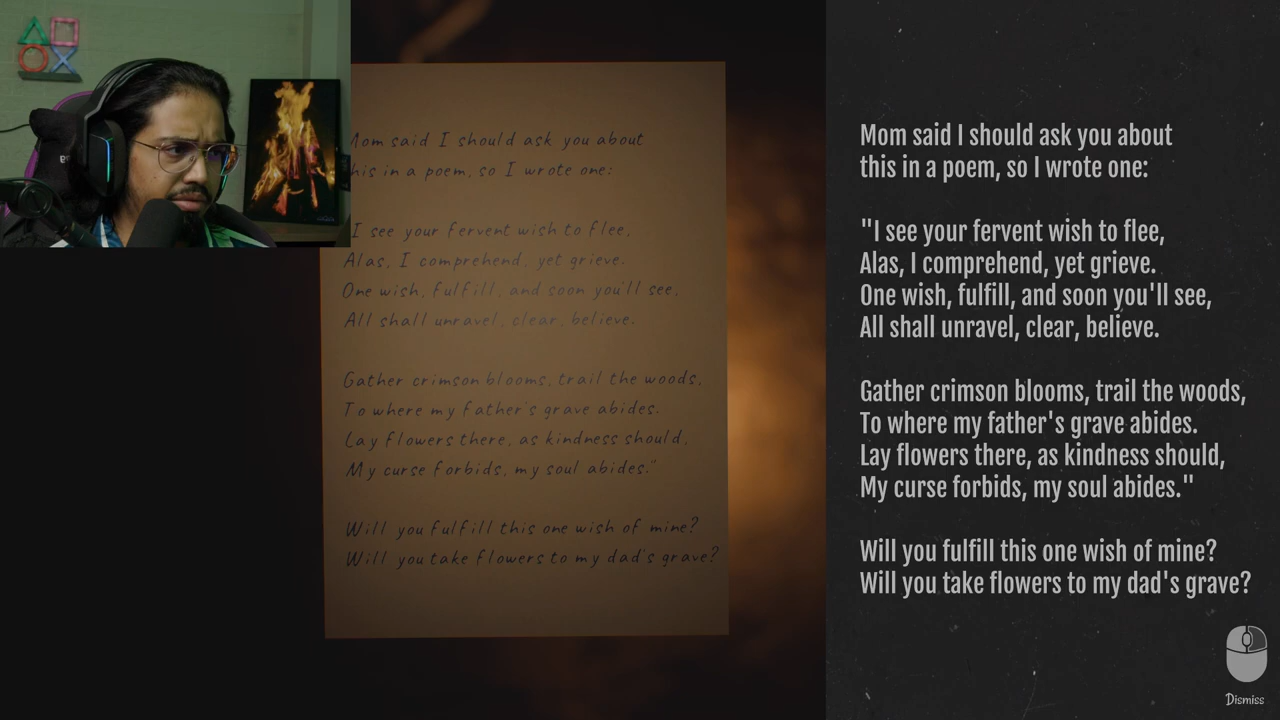 Mom said I should ask you about
this in a poem, so I wrote one:
"I see your fervent wish to flee,
Alas, I comprehend, yet grieve.
One wish, fulfill, and soon you'll see,
All shall unravel, clear, believe.
Gather crimson blooms, trail the woods,
To where my father's grave abides.
Lay flowers there, as kindness should,
My curse forbids, my soul abides."
Will you fulfill this one wish of mine?
Will you take flowers to my dad's grave?
Mom said I should ask you about
this in a poem, so I wrote one:
"I see your fervent wish to flee,
Alas, I comprehend, yet grieve.
One wish, fulfill, and soon you'll see,
All shall unravel, clear, believe.
Gather crimson blooms, trail the woods,
To where my father's grave abides.
Lay flowers there, as kindness should,
My curse forbids, my soul abides."
Will you fulfill this one wish of mine?
Will you take flowers to my dad's grave?
Dismiss